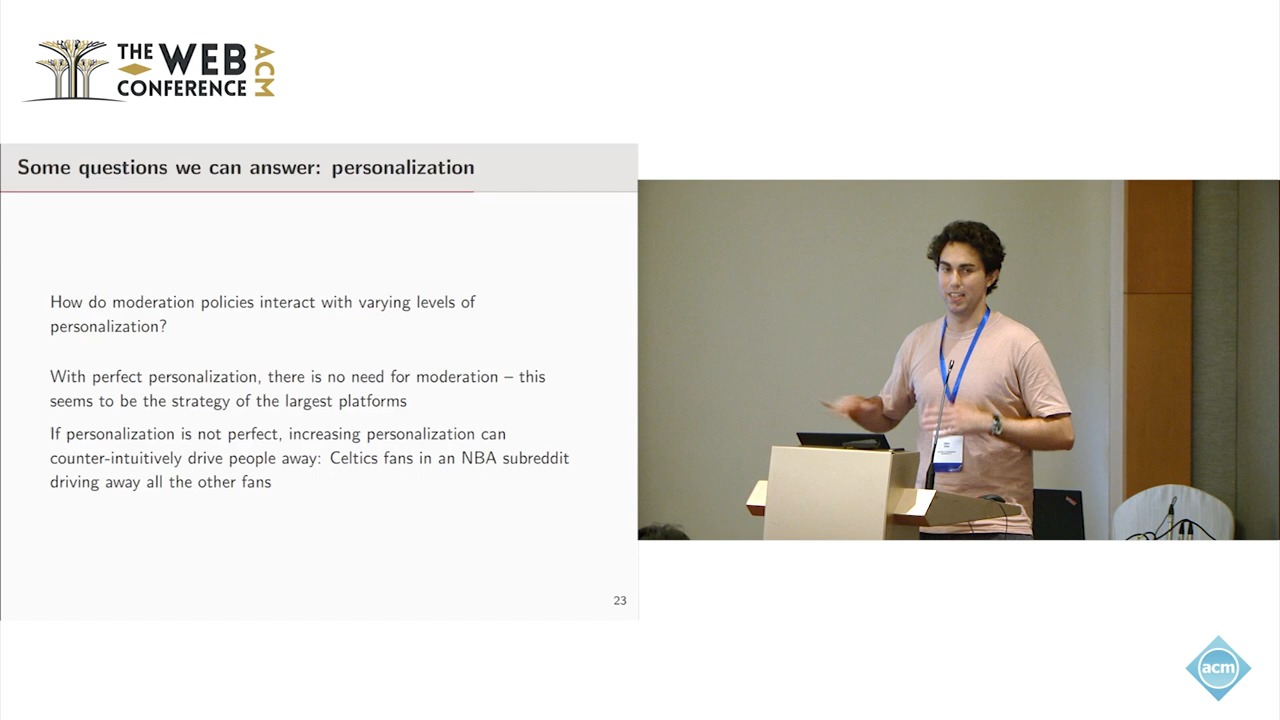 THE WEB
CONFERENCE
ACM
Some questions we can answer: personalization
How do moderation policies interact with varying levels of
personalization?
With perfect personalization, there is no need for moderation – this
seems to be the strategy of the largest platforms
If personalization is not perfect, increasing personalization can
counter-intuitively drive people away: Celtics fans in an NBA subreddit
driving away all the other fans
23
acm